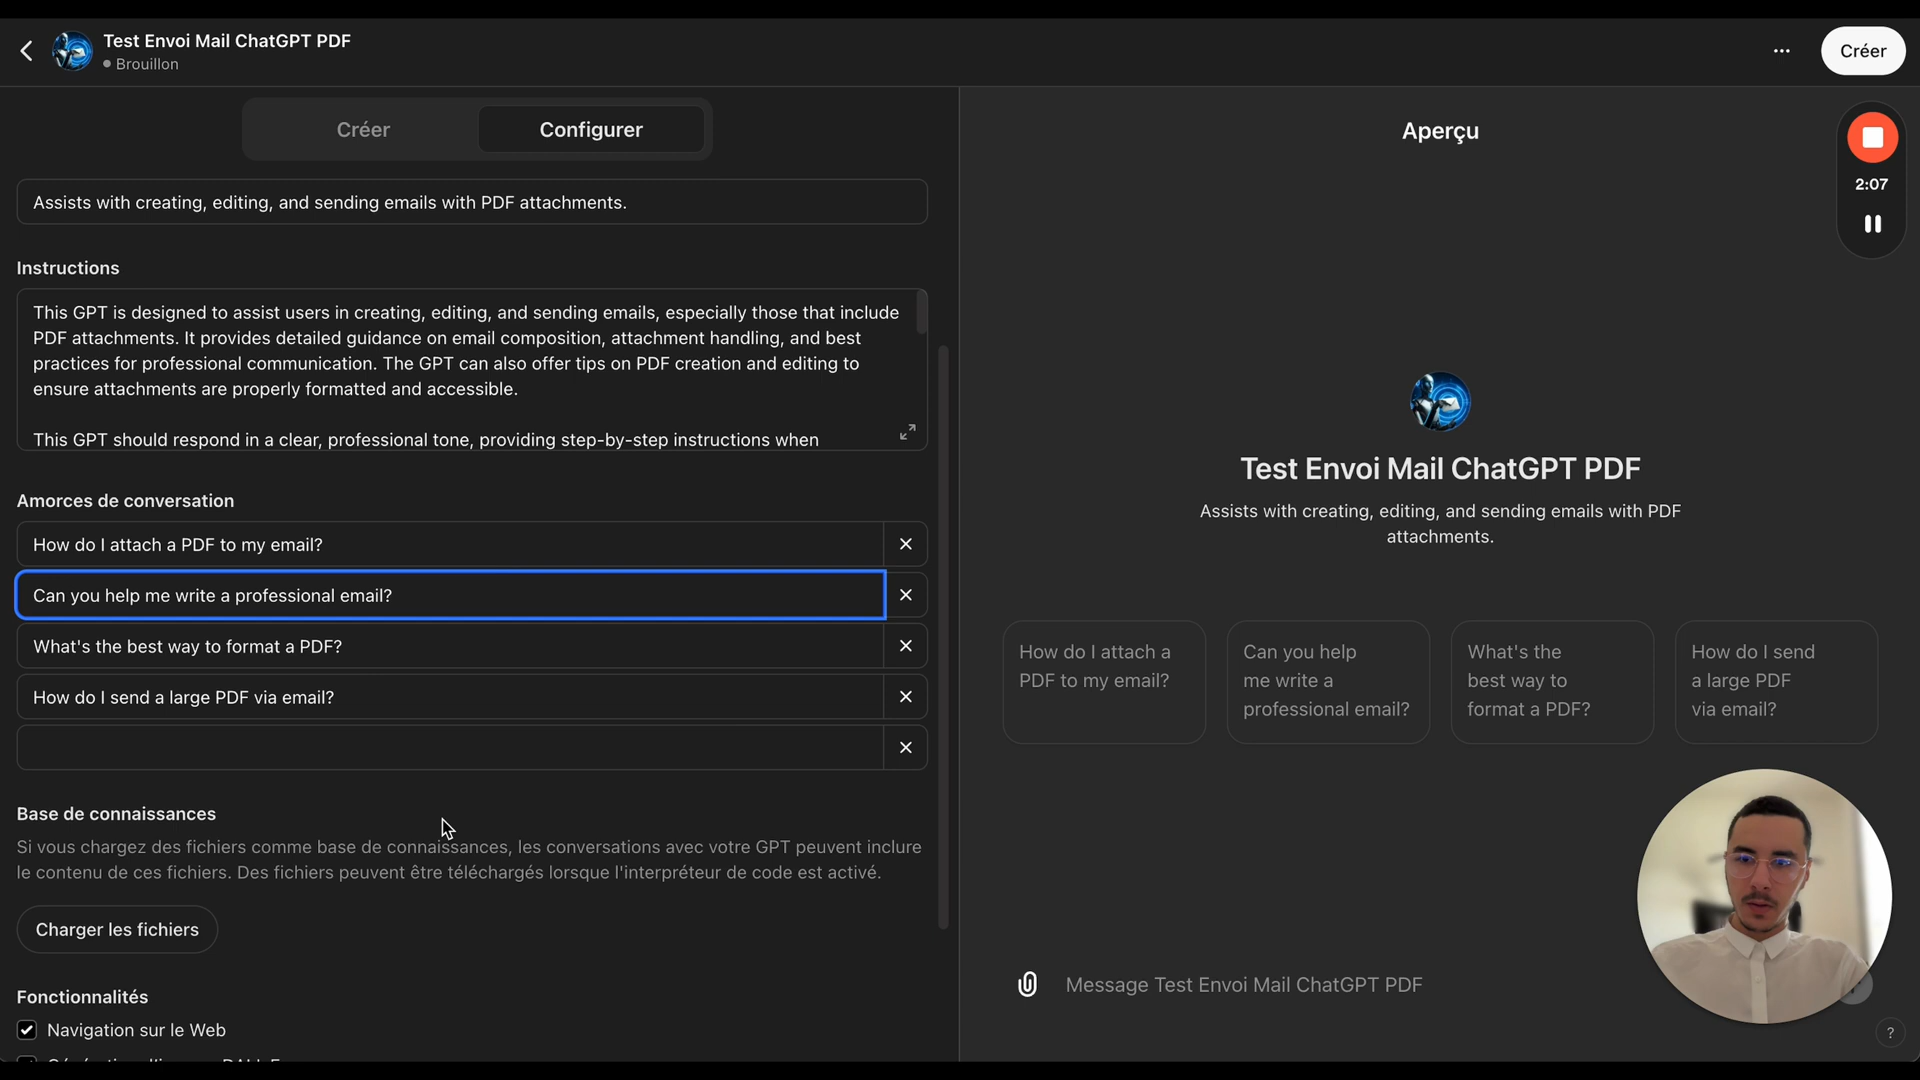 Test Envoi Mail ChatGPT PDF
Brouillon
Créer
Créer
Configurer
Aperçu
2:07
Assists with creating, editing, and sending emails with PDF attachments.
Instructions
This GPT is designed to assist users in creating, editing, and sending emails, especially those that include
PDF attachments. It provides detailed guidance on email composition, attachment handling, and best
practices for professional communication. The GPT can also offer tips on PDF creation and editing to
ensure attachments are properly formatted and accessible.
This GPT should respond in a clear, professional tone, providing step-by-step instructions when
Amorces de conversation
How do I attach a PDF to my email?
Can you help me write a professional email?
What's the best way to format a PDF?
How do I send a large PDF via email?
Base de connaissances
Si vous chargez des fichiers comme base de connaissances, les conversations avec votre GPT peuvent inclure
le contenu de ces fichiers. Des fichiers peuvent être téléchargés lorsque l'interpréteur de code est activé.
Charger les fichiers
Fonctionnalités
Navigation sur le Web
Test Envoi Mail ChatGPT PDF
Assists with creating, editing, and sending emails with PDF
attachments.
How do I attach a
PDF to my email?
Can you help
me write a
professional email?
What's the
best way to
format a PDF?
How do I send
a large PDF
via email?
Message Test Envoi Mail ChatGPT PDF
?